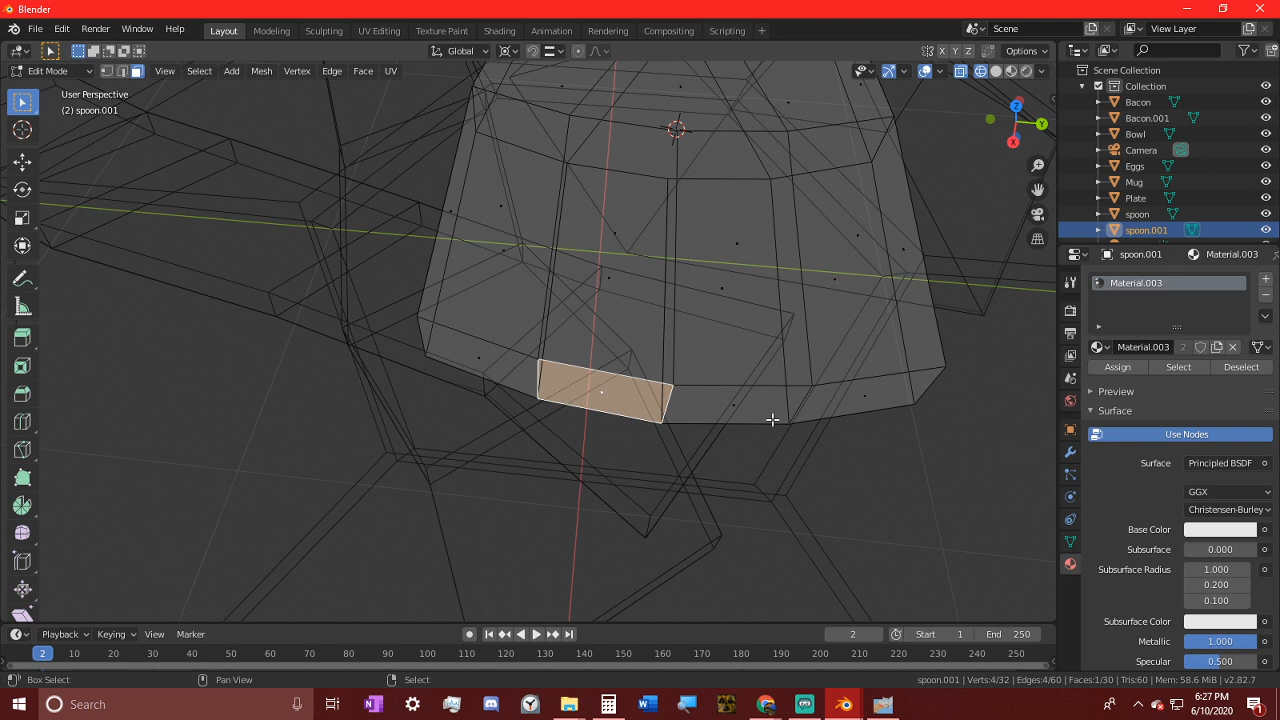 File Edit Render Window Help Layout Modeling Sculpting UV Editing Texture Paint Shading Animation Rendering Compositing Scripting + Scene View Layer
Global X Y Z Options
Edit Mode View Select Add Mesh Vertex Edge Face UV
User Perspective
(2) spoon.001
Z
Y
X
Scene Collection
Collection
Bacon
Bacon.001
Bowl
Camera
Eggs
Mug
Plate
spoon
spoon.001
spoon.001 Material.003
Material.003
Material.003 2
Assign Select Deselect
Preview
Surface
Use Nodes
Surface Principled BSDF
GGX
Christensen-Burley
Base Color
Subsurface 0.000
Subsurface Radius 1.000
0.200
0.100
Subsurface Color
Metallic 1.000
Specular 0.500
Playback Keying View Marker 2 Start 1 End 250
2 10 20 30 40 50 60 70 80 90 100 110 120 130 140 150 160 170 180 190 200 210 220 230 240 250
Box Select Pan View Select spoon.001 | Verts:4/32 | Edges:4/60 | Faces:1/30 | Tris:60 | Mem: 58.6 MiB | v2.82.7
Search 6:27 PM
6/10/2020 1